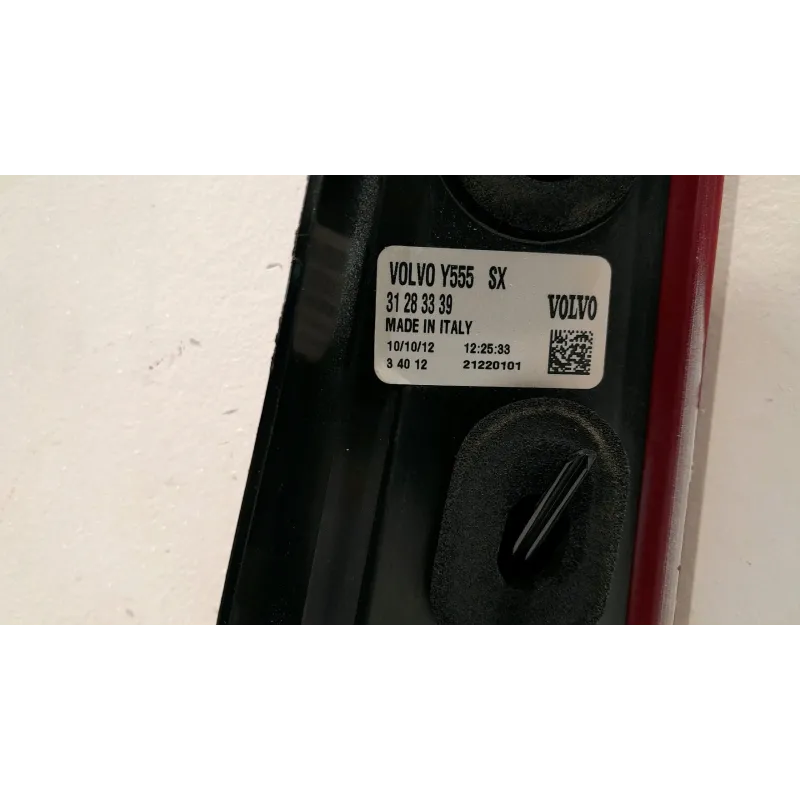 VOLVO Y555 SX
31 28 33 39
VOLVO
MADE IN ITALY
10/10/12 12:25:33
3 40 12 21220101